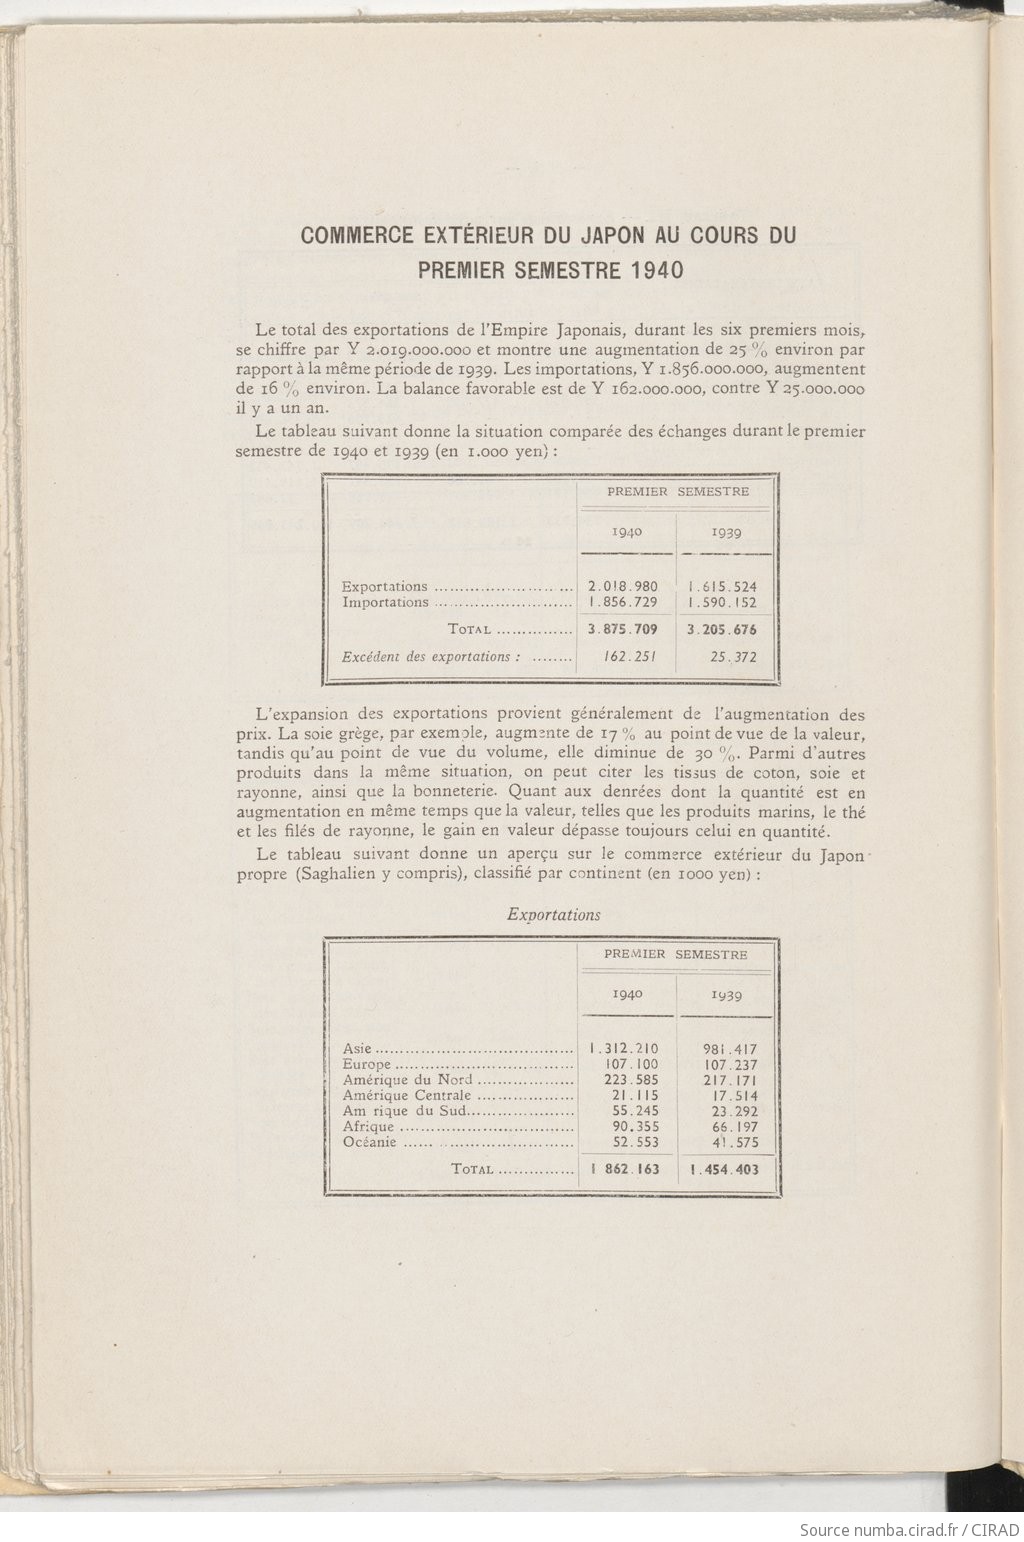 COMMERCE EXTÉRIEUR DU JAPON AU COURS DU
PREMIER SEMESTRE 1940
Le total des exportations de l'Empire Japonais, durant les six premiers mois,
se chiffre par Y 2.019.000.000 et montre une augmentation de 25 % environ par
rapport à la même période de 1939. Les importations, Y 1.856.000.000, augmentent
de 16 % environ. La balance favorable est de Y 162.000.000, contre Y 25.000.000
il y a un an.
Le tableau suivant donne la situation comparée des échanges durant le premier
semestre de 1940 et 1939 (en 1.000 yen) :
PREMIER SEMESTRE
1940 1939
Exportations ........................... 2.018.980 1.615.524
Importations ........................... 1.856.729 1.590.152
TOTAL ............... 3.875.709 3.205.676
Excédent des exportations : ........ 162.251 25.372
L'expansion des exportations provient généralement de l'augmentation des
prix. La soie grège, par exemple, augmente de 17 % au point de vue de la valeur,
tandis qu'au point de vue du volume, elle diminue de 30 %. Parmi d'autres
produits dans la même situation, on peut citer les tissus de coton, soie et
rayonne, ainsi que la bonneterie. Quant aux denrées dont la quantité est en
augmentation en même temps que la valeur, telles que les produits marins, le thé
et les filés de rayonne, le gain en valeur dépasse toujours celui en quantité.
Le tableau suivant donne un aperçu sur le commerce extérieur du Japon-
propre (Saghalien y compris), classifié par continent (en 1000 yen) :
Exportations
PREMIER SEMESTRE
1940 1939
Asie ....................................... 1.312.210 981.417
Europe ................................... 107.100 107.237
Amérique du Nord ................... 223.585 217.171
Amérique Centrale ................... 21.115 17.514
Am rique du Sud..................... 55.245 23.292
Afrique .................................. 90.355 66.197
Océanie ...... .......................... 52.553 41.575
TOTAL ............... 1 862.163 1.454.403
Source numba.cirad.fr / CIRAD